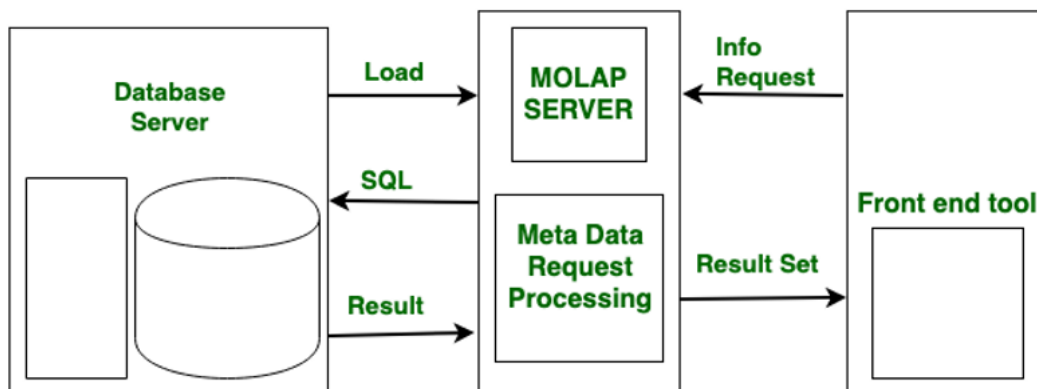 Database
Server
Load
SQL
Result
MOLAP
SERVER
Meta Data
Request
Processing
Info
Request
Result Set
Front end tool